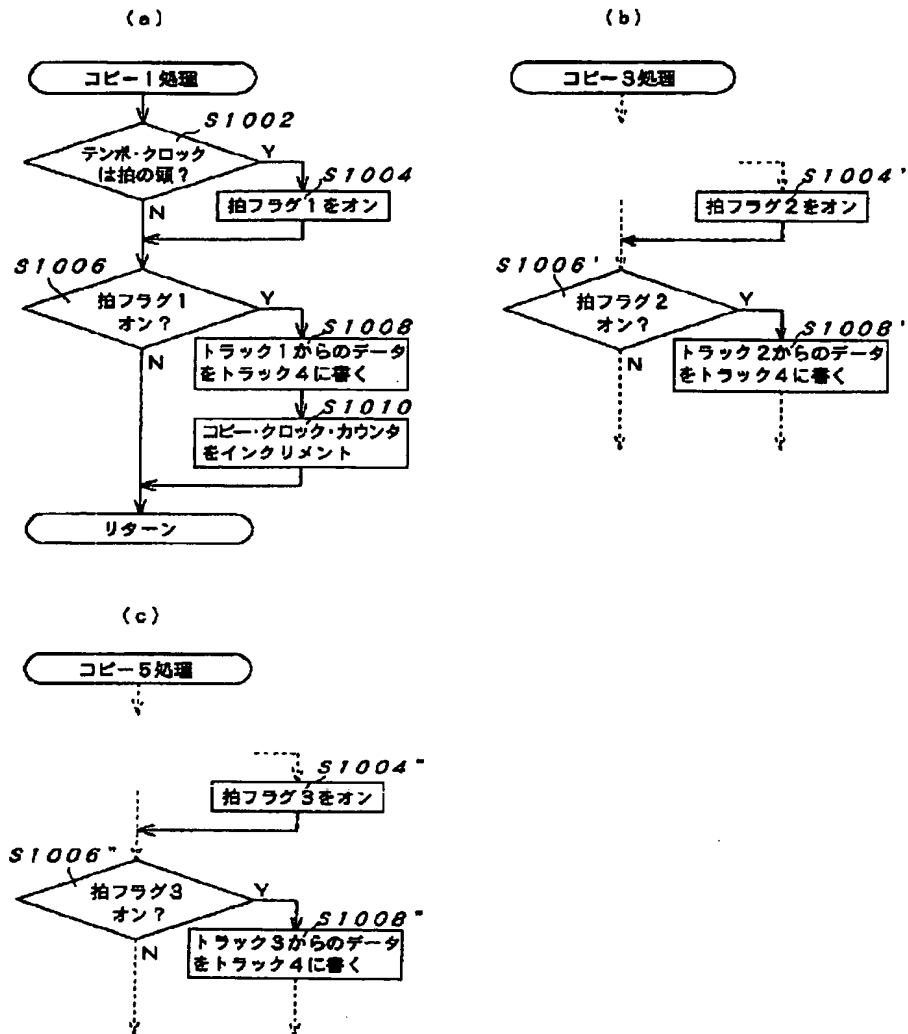 (a)
コピー1処理
S1002
テンポ・クロック
は拍の頭?
Y
S1004
拍フラグ1をオン
N
S1006
拍フラグ1
オン?
Y
S1008
トラック1からのデータ
をトラック4に書く
N
S1010
コピー・クロック・カウンタ
をインクリメント
リターン
(b)
コピー3処理
S1004'
拍フラグ2をオン
S1006'
拍フラグ2
オン?
Y
S1008'
トラック2からのデータ
をトラック4に書く
N
(c)
コピー5処理
S1004"
拍フラグ3をオン
S1006"
拍フラグ3
オン?
Y
S1008"
トラック3からのデータ
をトラック4に書く
N